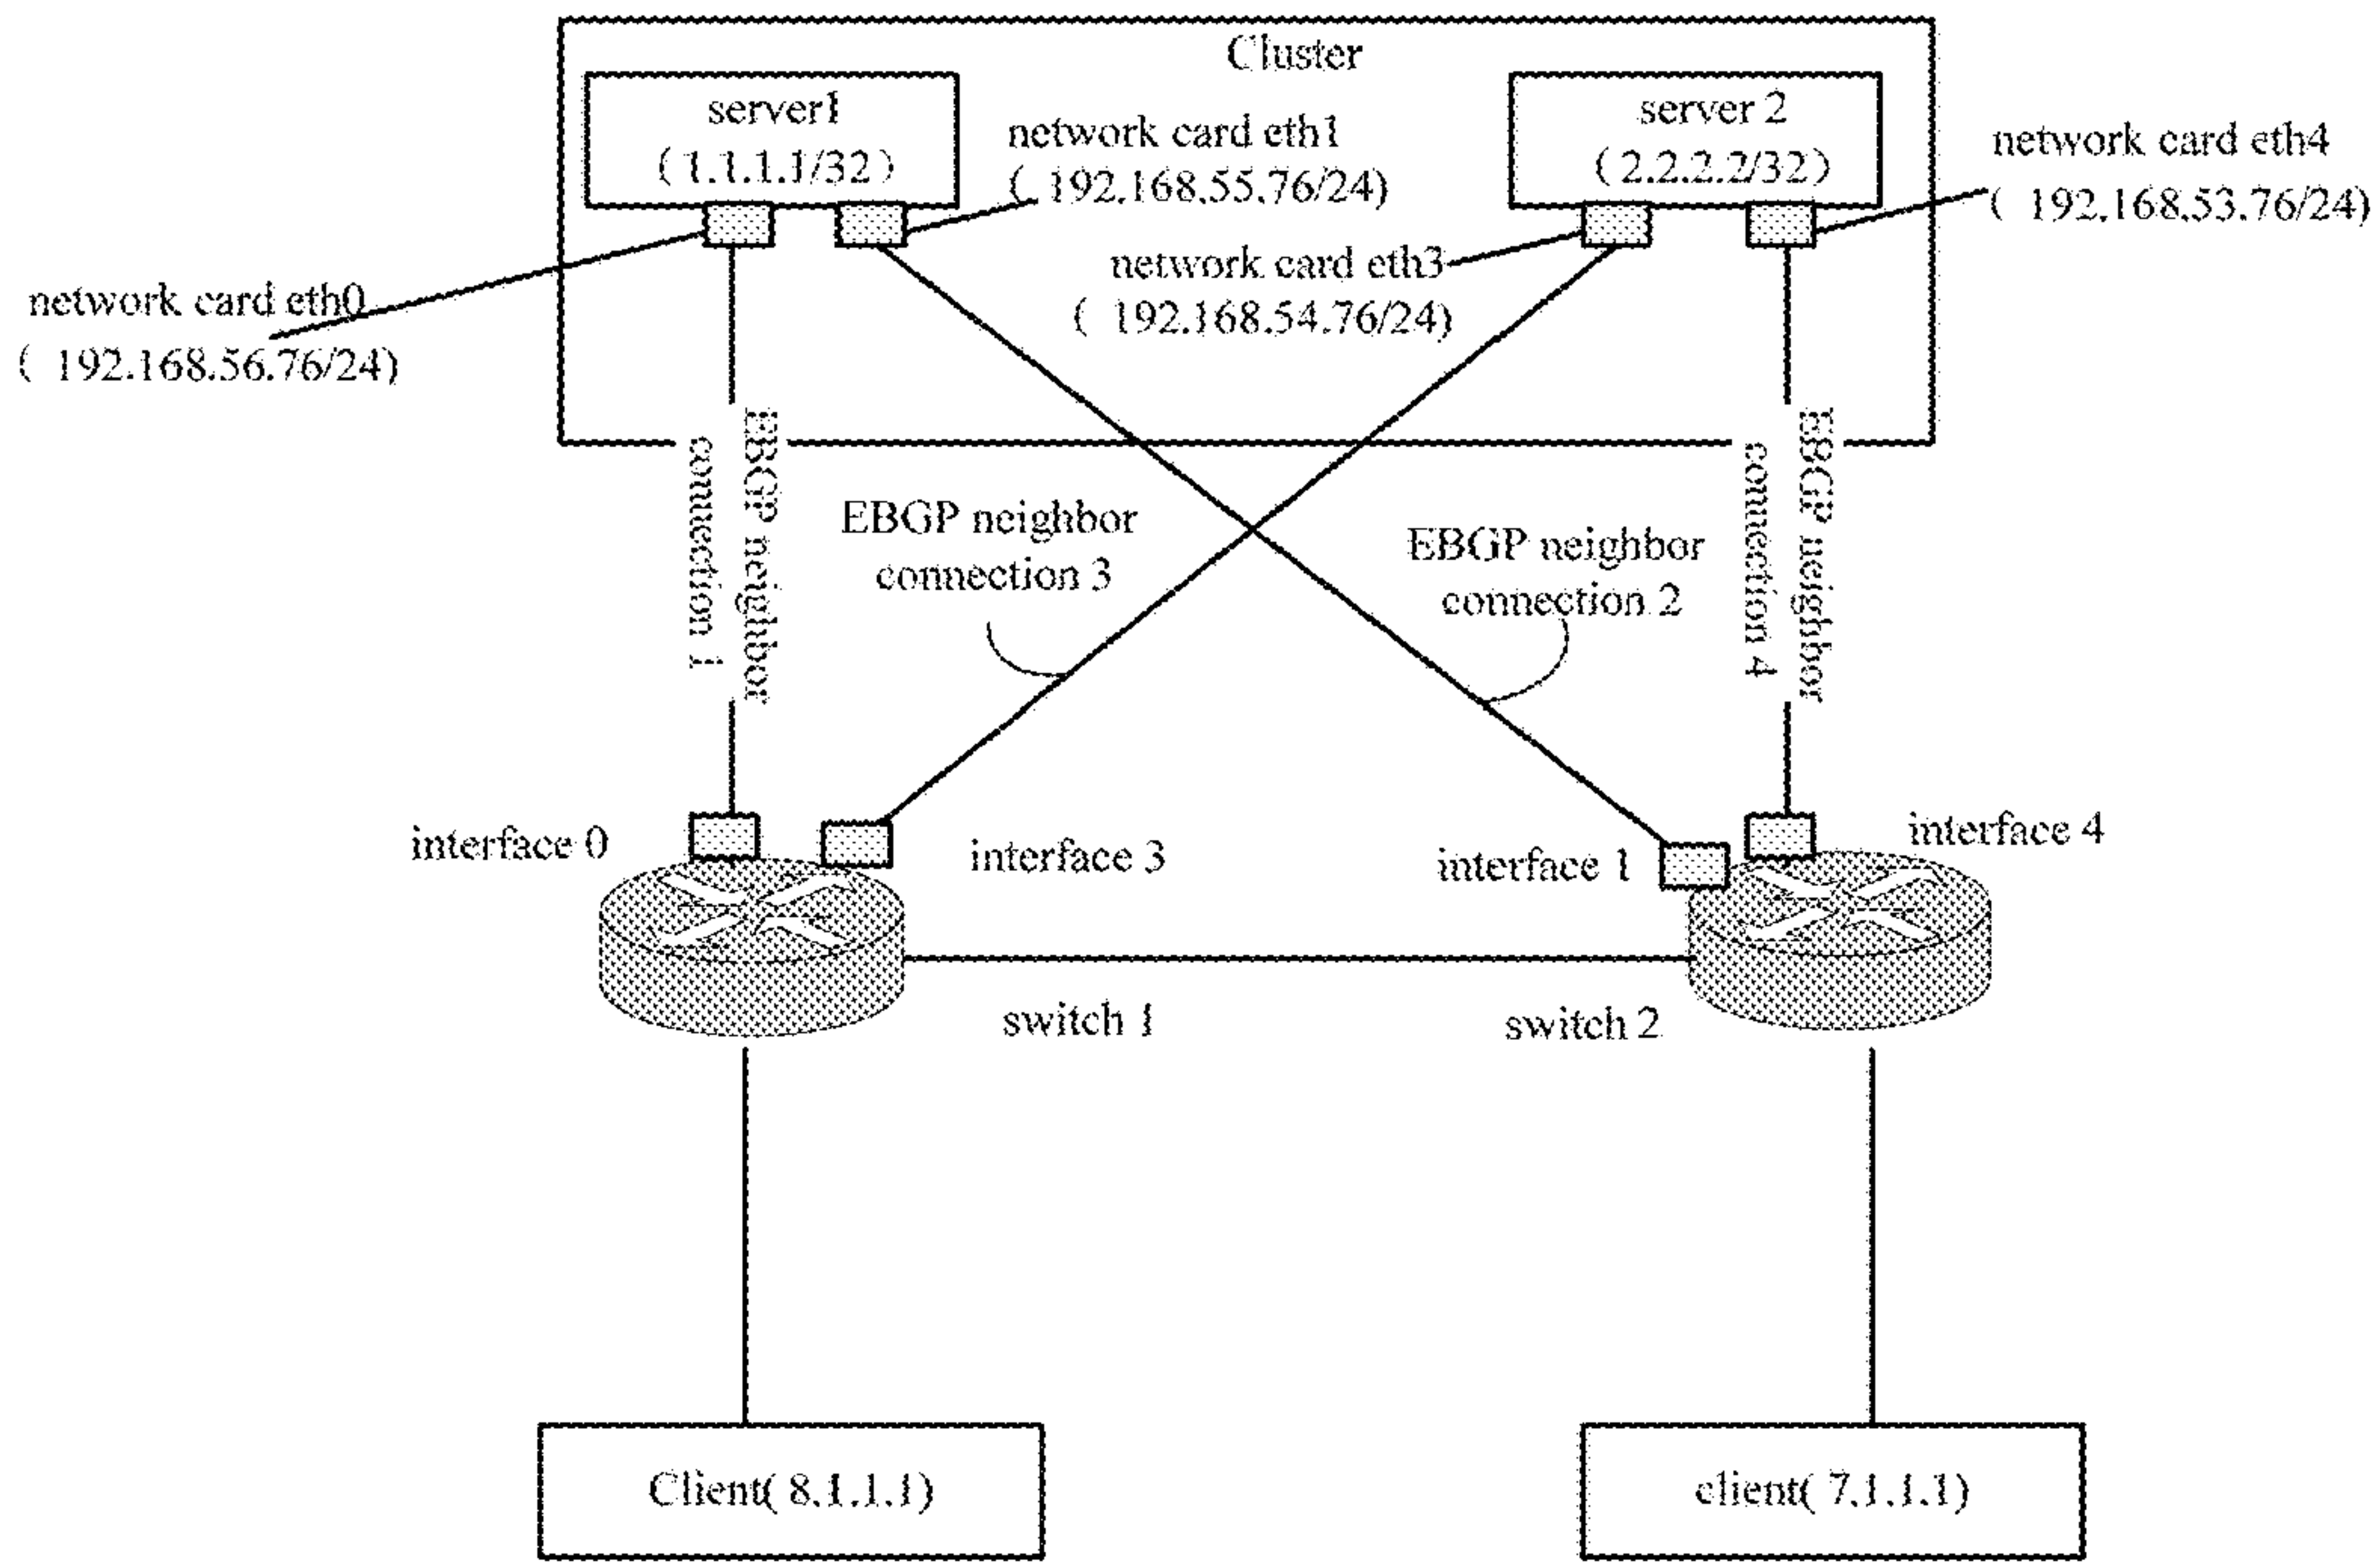 Cluster
server1
(1.1.1.1/32)
network card eth1
( 192.168.55.76/24)
server 2
(2.2.2.2/32)
network card eth4
( 192.168.53.76/24)
network card eth0
( 192.168.56.76/24)
network card eth3
( 192.168.54.76/24)
EBGP neighbor
connection 1
EBGP neighbor
connection 3
EBGP neighbor
connection 2
EBGP neighbor
connection 4
interface 0
interface 3
interface 1
interface 4
switch 1
switch 2
Client( 8.1.1.1)
client( 7.1.1.1)